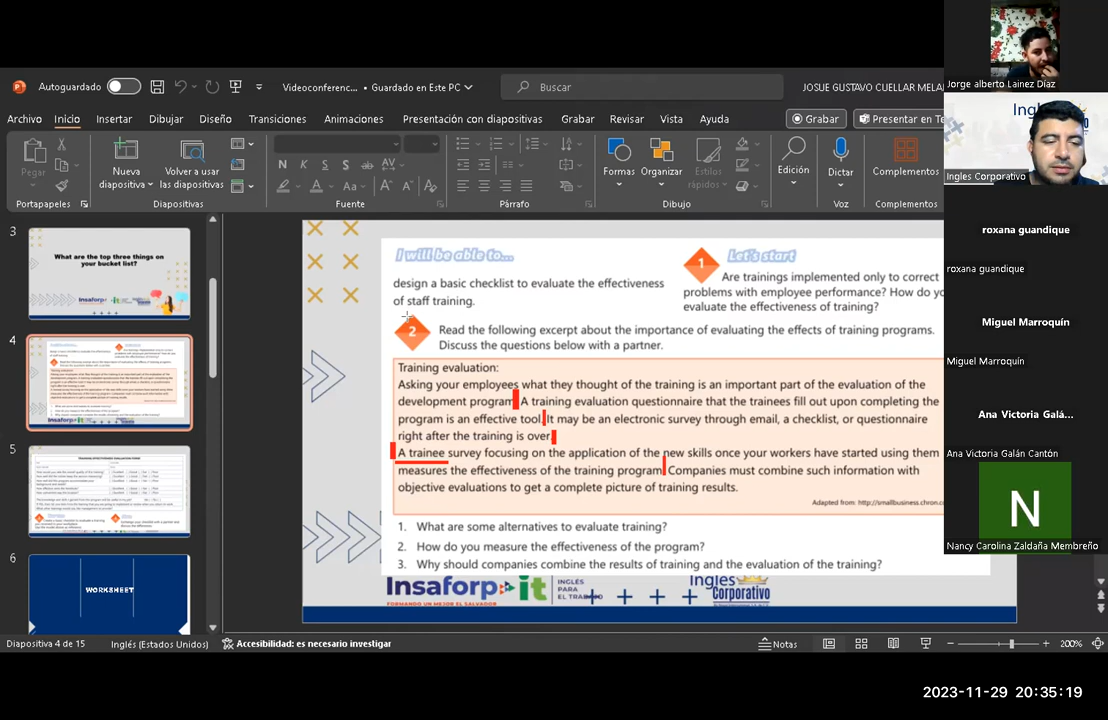 Autoguardado
Videoconferenc... • Guardado en Este PC
Buscar
JOSUE GUSTAVO CUELLAR MELA
Archivo Inicio Insertar Dibujar Diseño Transiciones Animaciones Presentación con diapositivas Grabar Revisar Vista Ayuda
Grabar
Presentar en Te
Pegar
Nueva
diapositiva
Volver a usar
las diapositivas
N K S S ab AV
Aa A A A
Formas
Organizar
Estilos
rápidos
Edición
Dictar
Complementos
Portapapeles
Diapositivas
Fuente
Párrafo
Dibujo
Voz
Complementos
3
What are the top three things on
your bucket list?
4
5
6
WORKSHEET
I will be able to...
design a basic checklist to evaluate the effectiveness
of staff training.
1
Let's start
Are trainings implemented only to correct
problems with employee performance? How do yo
evaluate the effectiveness of training?
2
Read the following excerpt about the importance of evaluating the effects of training programs.
Discuss the questions below with a partner.
Training evaluation:
Asking your employees what they thought of the training is an important part of the evaluation of the
development program. A training evaluation questionnaire that the trainees fill out upon completing the
program is an effective tool. It may be an electronic survey through email, a checklist, or questionnaire
right after the training is over.
A trainee survey focusing on the application of the new skills once your workers have started using them
measures the effectiveness of the training program. Companies must combine such information with
objective evaluations to get a complete picture of training results.
Adapted from: http://smallbusiness.chron.c
1. What are some alternatives to evaluate training?
2. How do you measure the effectiveness of the program?
3. Why should companies combine the results of training and the evaluation of the training?
Insaforp it
FORMANDO UN MEJOR EL SALVADOR
INGLÉS
PARA
EL TRA
Ingles
Corporativo
Diapositiva 4 de 15
Inglés (Estados Unidos)
Accesibilidad: es necesario investigar
Notas
200%
Jorge alberto Lainez Díaz
Ingles Corporativo
roxana guandique
roxana guandique
Miguel Marroquín
Miguel Marroquín
Ana Victoria Galá...
Ana Victoria Galán Cantón
N
Nancy Carolina Zaldaña Membreño
2023-11-29 20:35:19